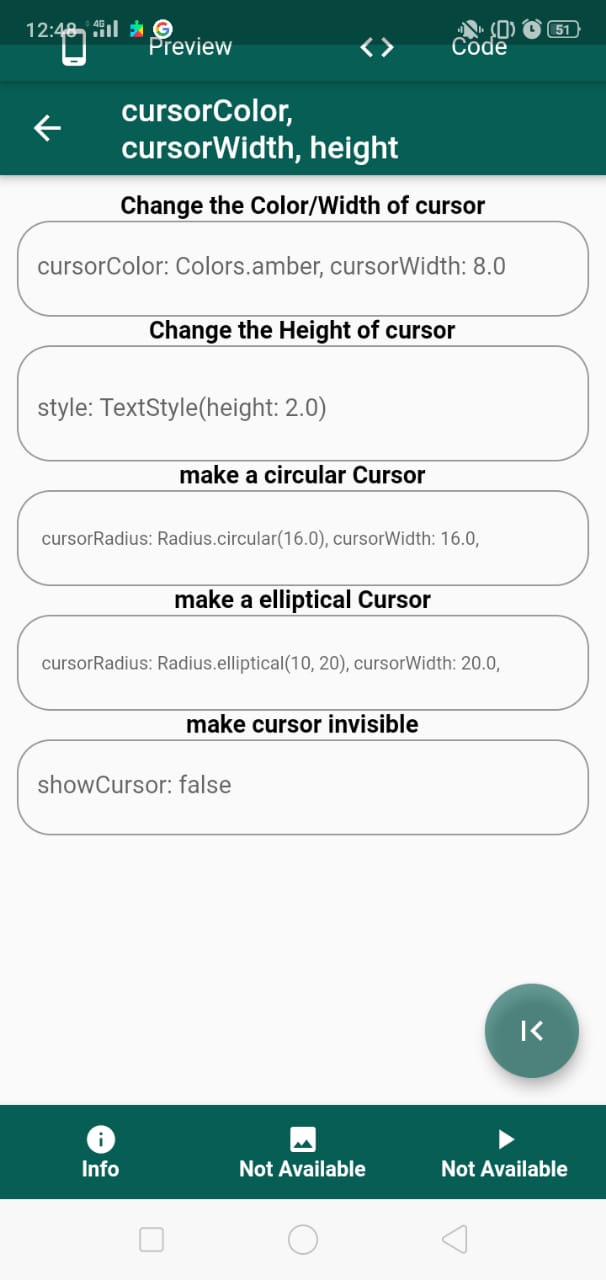 12:48 4G 51
Preview Code
cursorColor,
cursorWidth, height
Change the Color/Width of cursor
cursorColor: Colors.amber, cursorWidth: 8.0
Change the Height of cursor
style: TextStyle(height: 2.0)
make a circular Cursor
cursorRadius: Radius.circular(16.0), cursorWidth: 16.0,
make a elliptical Cursor
cursorRadius: Radius.elliptical(10, 20), cursorWidth: 20.0,
make cursor invisible
showCursor: false
Info Not Available Not Available